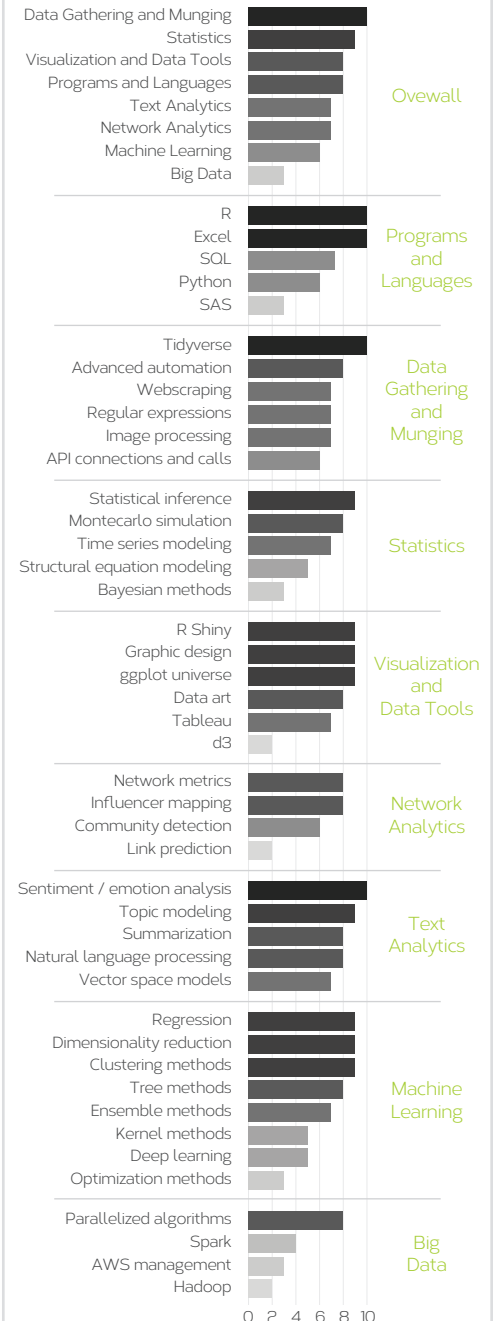 Data Gathering and Munging
Statistics
Visualization and Data Tools
Programs and Languages
Text Analytics
Network Analytics
Machine Learning
Big Data
Ovewall
R
Excel
SQL
Python
SAS
Programs
and
Languages
Tidyverse
Advanced automation
Webscraping
Regular expressions
Image processing
API connections and calls
Data
Gathering
and
Munging
Statistical inference
Montecarlo simulation
Time series modeling
Structural equation modeling
Bayesian methods
Statistics
R Shiny
Graphic design
ggplot universe
Data art
Tableau
d3
Visualization
and
Data Tools
Network metrics
Influencer mapping
Community detection
Link prediction
Network
Analytics
Sentiment / emotion analysis
Topic modeling
Summarization
Natural language processing
Vector space models
Text
Analytics
Regression
Dimensionality reduction
Clustering methods
Tree methods
Ensemble methods
Kernel methods
Deep learning
Optimization methods
Machine
Learning
Parallelized algorithms
Spark
AWS management
Hadoop
Big
Data
0 2 4 6 8 10